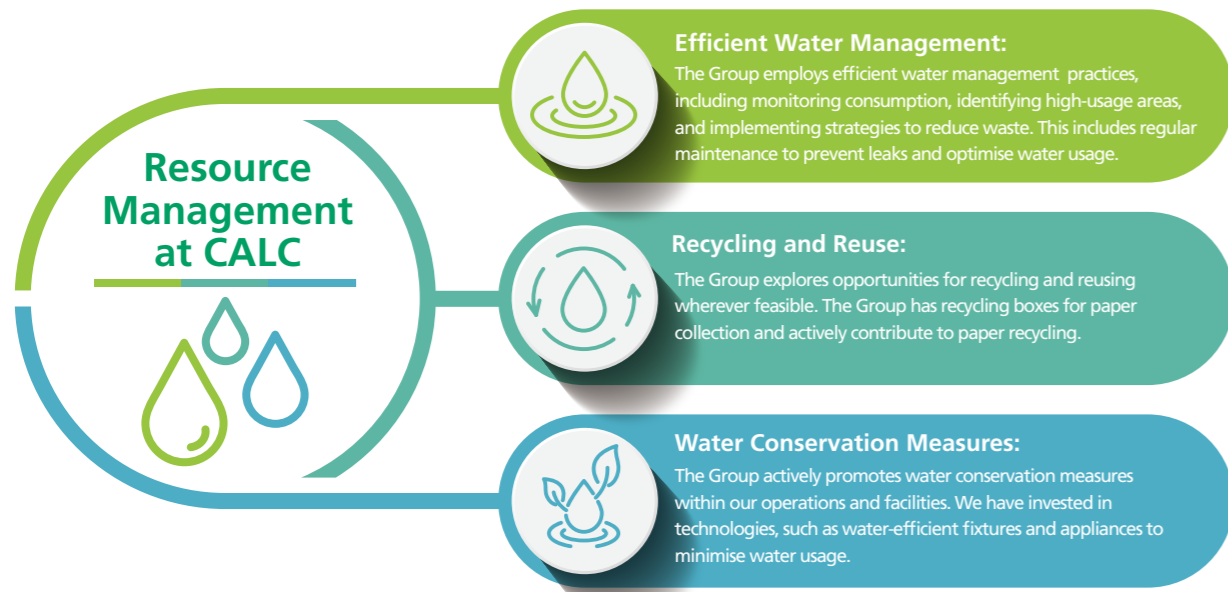 Resource
Management
at CALC
Efficient Water Management:
The Group employs efficient water management practices,
including monitoring consumption, identifying high-usage areas,
and implementing strategies to reduce waste. This includes regular
maintenance to prevent leaks and optimise water usage.
Recycling and Reuse:
The Group explores opportunities for recycling and reusing
wherever feasible. The Group has recycling boxes for paper
collection and actively contribute to paper recycling.
Water Conservation Measures:
The Group actively promotes water conservation measures
within our operations and facilities. We have invested in
technologies, such as water-efficient fixtures and appliances to
minimise water usage.